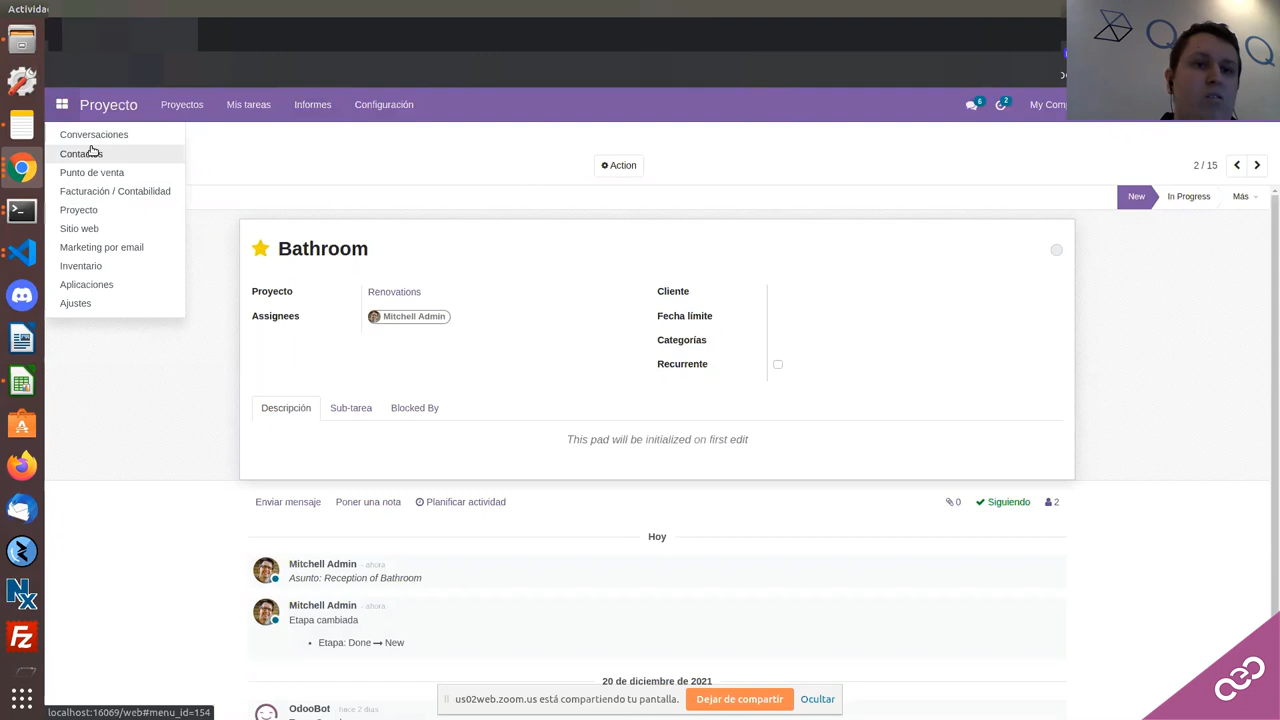 Activida
Proyecto Proyectos Mis tareas Informes Configuración 6 2 My Comp
Conversaciones
Contactos
Punto de venta
Facturación / Contabilidad
Proyecto
Sitio web
Marketing por email
Inventario
Aplicaciones
Ajustes
Action 2 / 15
New In Progress Más
Bathroom
Proyecto Renovations
Assignees Mitchell Admin
Cliente
Fecha límite
Categorías
Recurrente
Descripción Sub-tarea Blocked By
This pad will be initialized on first edit
Enviar mensaje Poner una nota Planificar actividad 0 Siguiendo 2
Hoy
Mitchell Admin - ahora
Asunto: Reception of Bathroom
Mitchell Admin - ahora
Etapa cambiada
• Etapa: Done → New
20 de diciembre de 2021
OdooBot hace 2 días
us02web.zoom.us está compartiendo tu pantalla. Dejar de compartir Ocultar
localhost:16069/web#menu_id=154